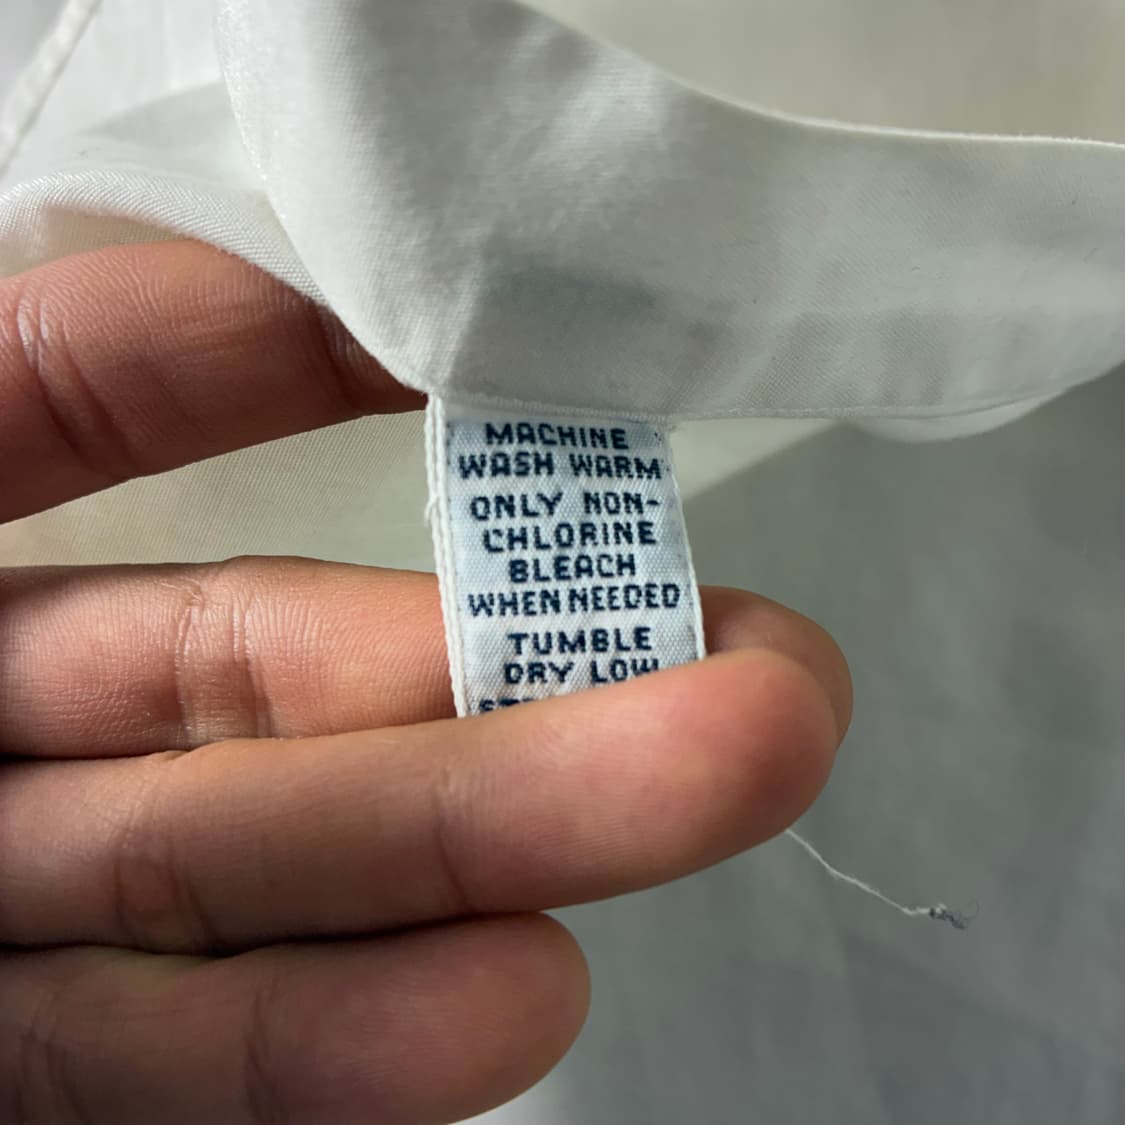 MACHINE
WASH WARM
ONLY NON-
CHLORINE
BLEACH
WHEN NEEDED
TUMBLE
DRY LOW